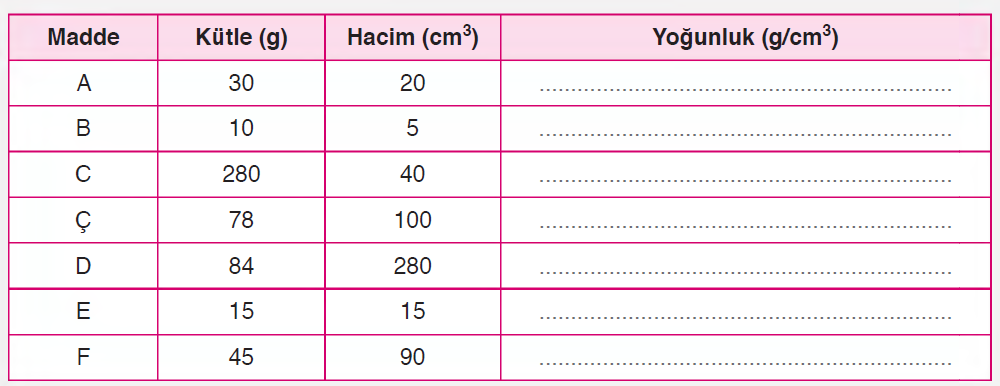 Madde Kütle (g) Hacim (cm³) Yoğunluk (g/cm³)
A 30 20 ..................................................................
B 10 5 ..................................................................
C 280 40 ..................................................................
Ç 78 100 ..................................................................
D 84 280 ..................................................................
E 15 15 ..................................................................
F 45 90 ..................................................................